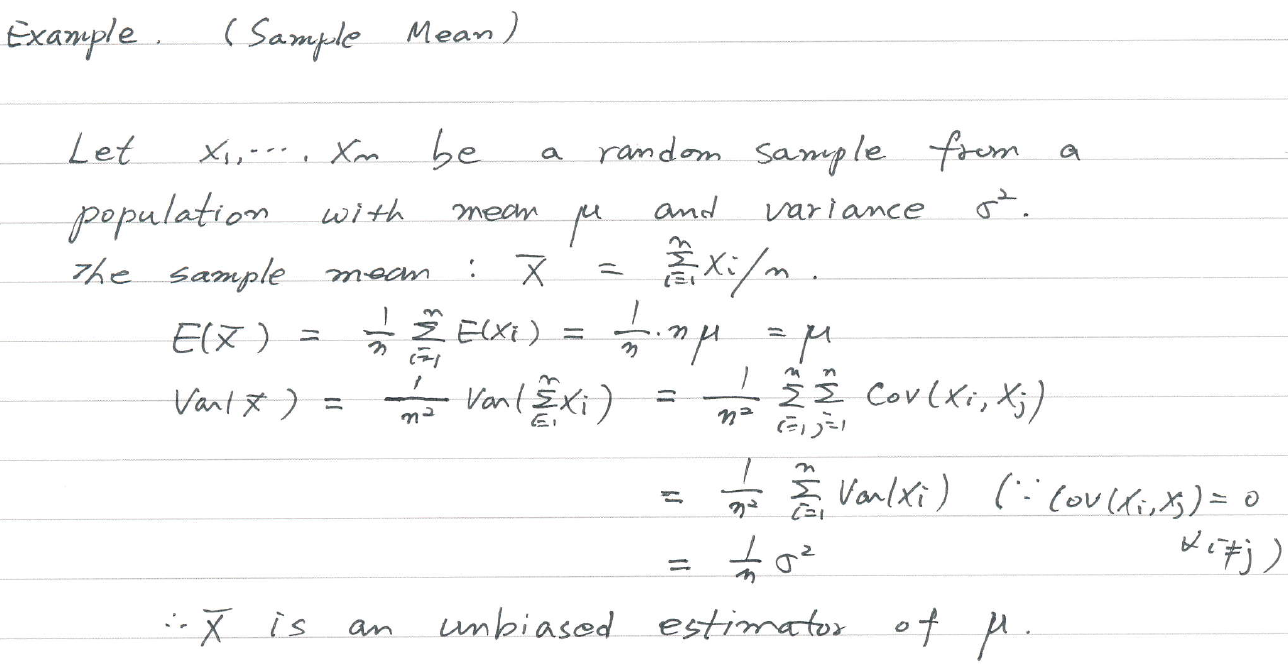 Example. (Sample Mean)
Let X₁, ..., Xₙ be a random sample from a
population with mean μ and variance σ².
The sample mean : X̄ = Σᵢ₌₁ⁿ Xᵢ/n.
E(X̄) = 1/n Σᵢ₌₁ⁿ E(Xᵢ) = 1/n · nμ = μ
Var(X̄) = 1/n² Var(Σᵢ₌₁ⁿ Xᵢ) = 1/n² Σᵢ₌₁ⁿ Σⱼ₌₁ⁿ Cov(Xᵢ, Xⱼ)
= 1/n² Σᵢ₌₁ⁿ Var(Xᵢ) (∵ Cov(Xᵢ, Xⱼ) = 0
∀ i≠j)
= 1/n σ²
∴ X̄ is an unbiased estimator of μ.